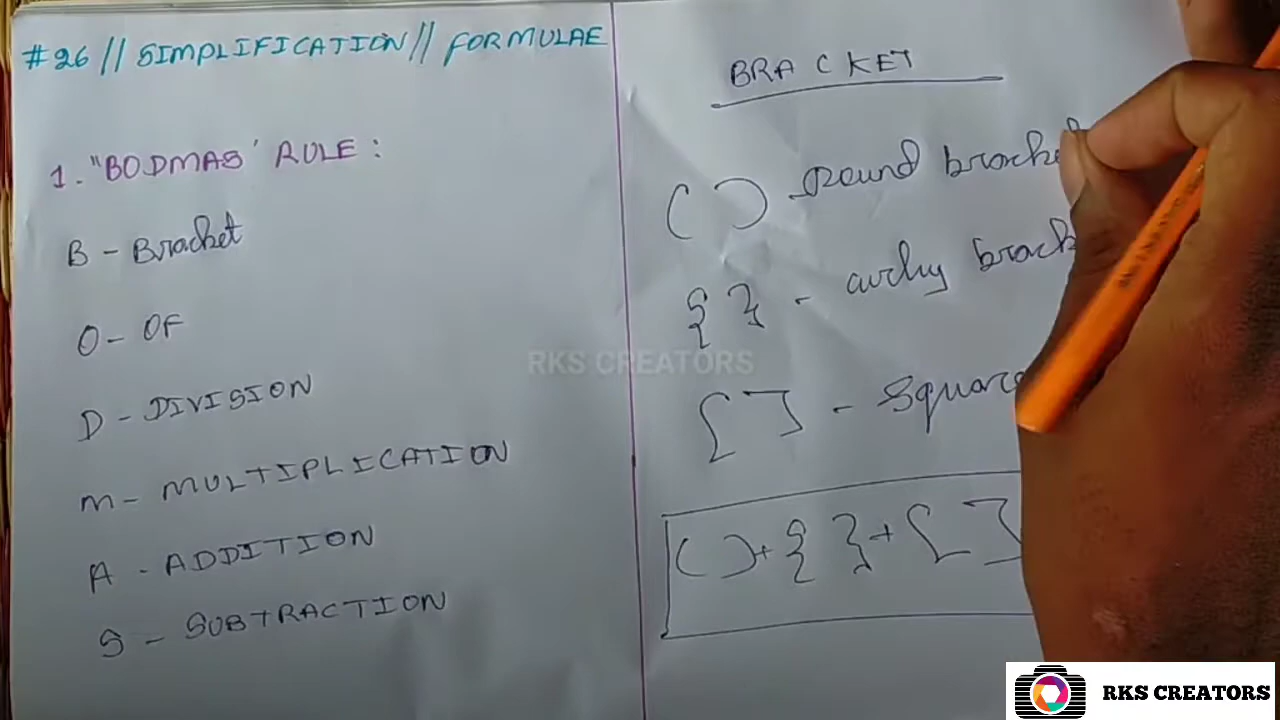 #26 // SIMPLIFICATION // FORMULAE
1. "BODMAS' RULE :
B - Bracket
O - OF
D - DIVISION
M - MULTIPLICATION
A - ADDITION
S - SUBTRACTION
BRACKET
( ) - Round bracke
{ } - curly brack
[ ] - Square
( ) + { } + [ ]
RKS CREATORS
RKS CREATORS